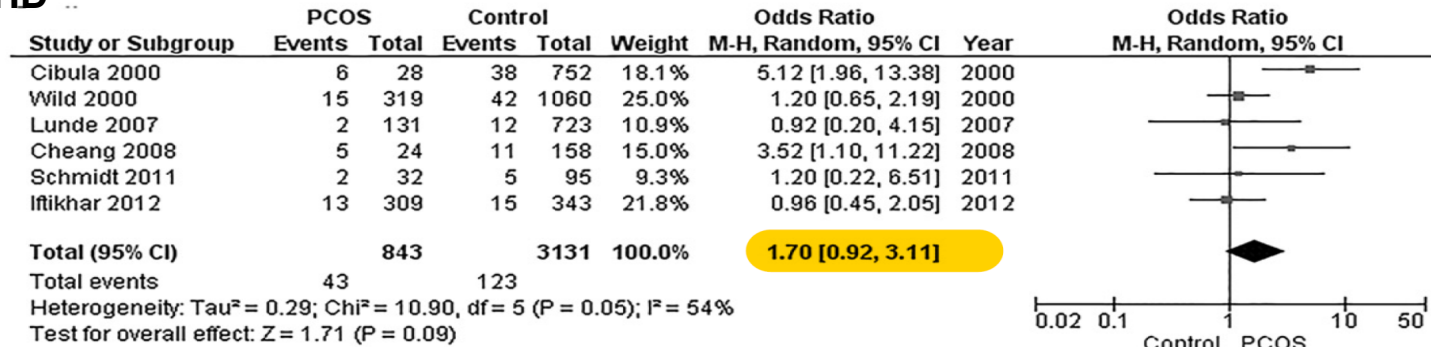 HD
PCOS Control Odds Ratio Odds Ratio
Study or Subgroup Events Total Events Total Weight M-H, Random, 95% CI Year M-H, Random, 95% CI
Cibula 2000 6 28 38 752 18.1% 5.12 [1.96, 13.38] 2000
Wild 2000 15 319 42 1060 25.0% 1.20 [0.65, 2.19] 2000
Lunde 2007 2 131 12 723 10.9% 0.92 [0.20, 4.15] 2007
Cheang 2008 5 24 11 158 15.0% 3.52 [1.10, 11.22] 2008
Schmidt 2011 2 32 5 95 9.3% 1.20 [0.22, 6.51] 2011
Iftikhar 2012 13 309 15 343 21.8% 0.96 [0.45, 2.05] 2012
Total (95% CI) 843 3131 100.0% 1.70 [0.92, 3.11]
Total events 43 123
Heterogeneity: Tau² = 0.29; Chi² = 10.90, df = 5 (P = 0.05); I² = 54%
Test for overall effect: Z = 1.71 (P = 0.09)
0.02 0.1 1 10 50
Control PCOS